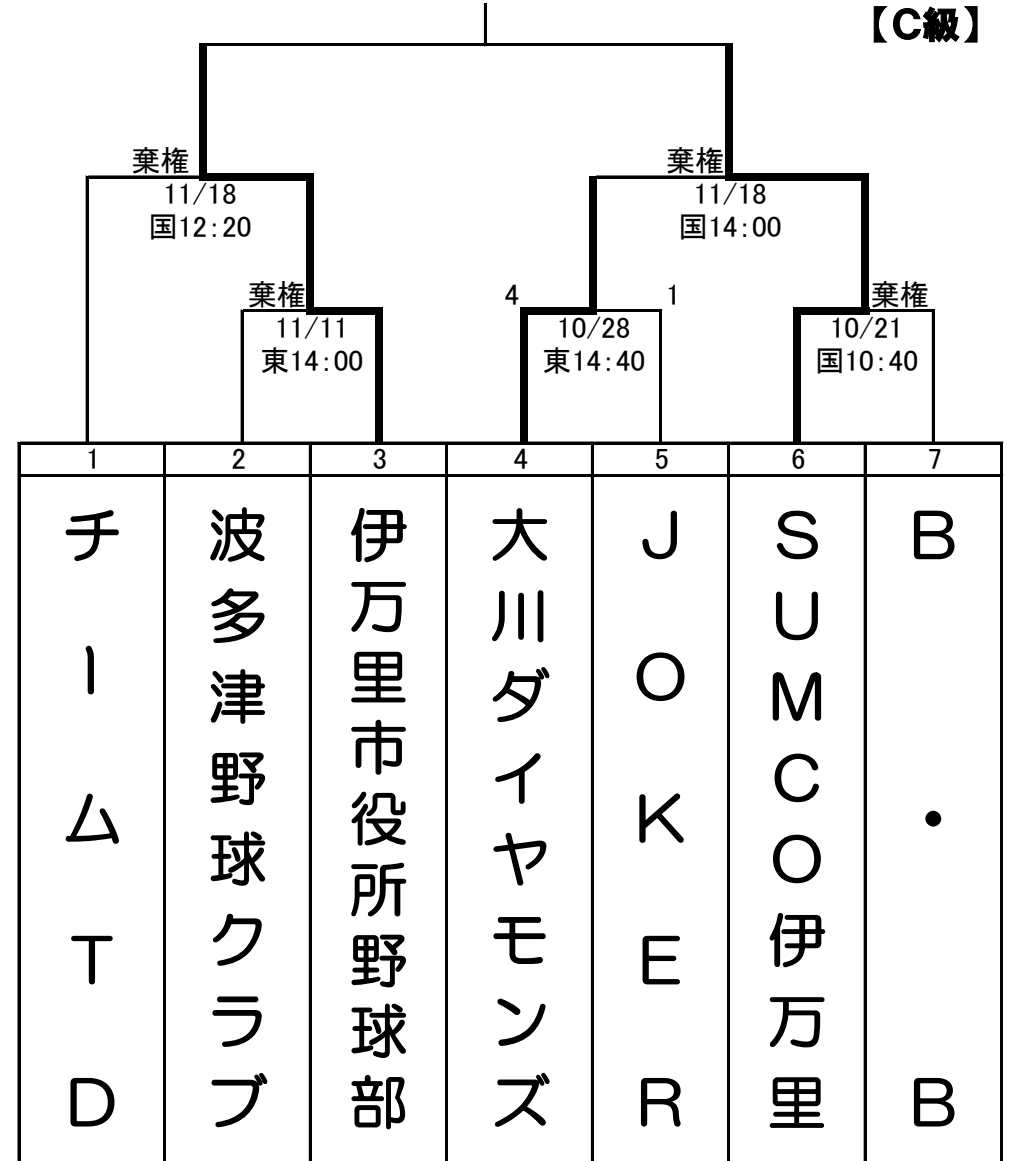 【C級】
棄権
棄権
11/18
国12:20
11/18
国14:00
棄権
4
1
棄権
11/11
東14:00
10/28
東14:40
10/21
国10:40
1
2
3
4
5
6
7
チームTD
波多津野球クラブ
伊万里市役所野球部
大川ダイヤモンズ
JOKER
SUMCO伊万里
B・B